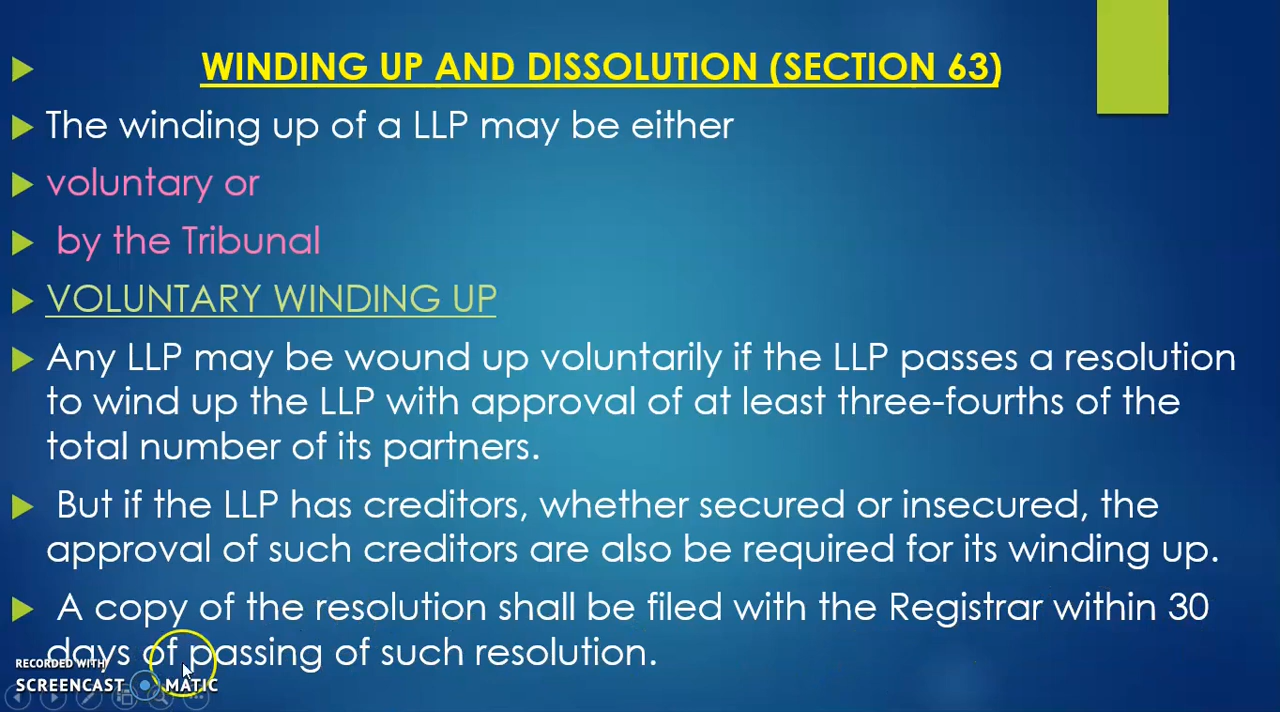 WINDING UP AND DISSOLUTION (SECTION 63)
The winding up of a LLP may be either
voluntary or
by the Tribunal
VOLUNTARY WINDING UP
Any LLP may be wound up voluntarily if the LLP passes a resolution
to wind up the LLP with approval of at least three-fourths of the
total number of its partners.
But if the LLP has creditors, whether secured or insecured, the
approval of such creditors are also be required for its winding up.
A copy of the resolution shall be filed with the Registrar within 30
days of passing of such resolution.
RECORDED WITH
SCREENCAST MATIC